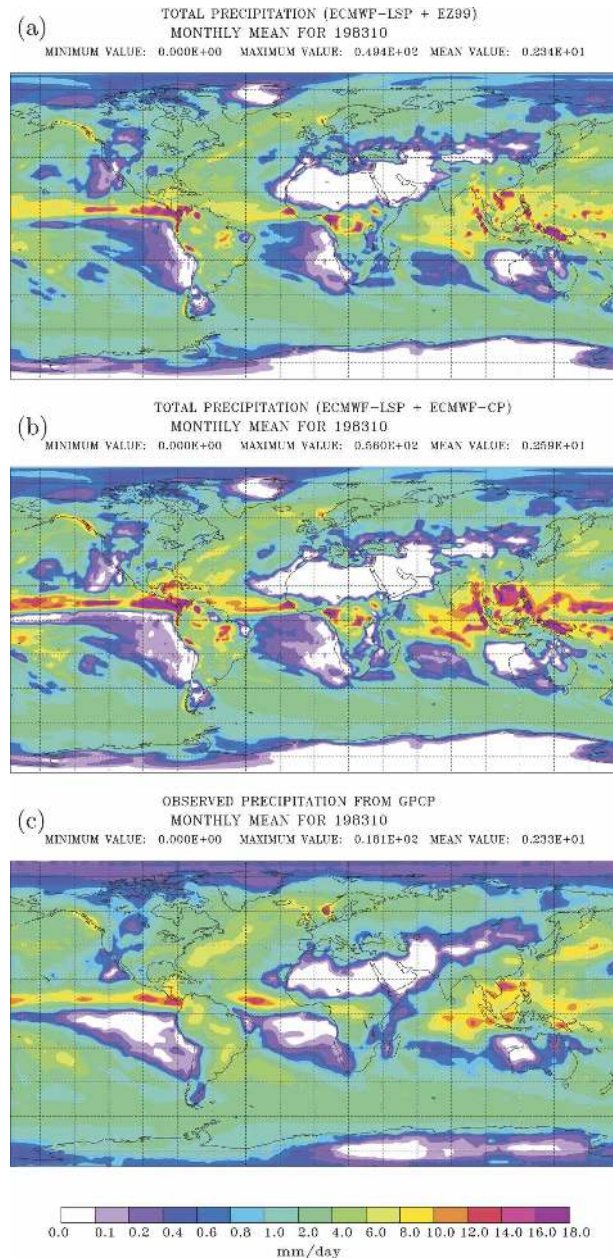 (a)
TOTAL PRECIPITATION (ECMWF-LSP + EZ99)
MONTHLY MEAN FOR 198310
MINIMUM VALUE: 0.000E+00 MAXIMUM VALUE: 0.494E+02 MEAN VALUE: 0.234E+01
TOTAL PRECIPITATION (ECMWF-LSP + ECMWF-CP)
(b)
MONTHLY MEAN FOR 198310
MINIMUM VALUE: 0.000E+00 MAXIMUM VALUE: 0.560E+02 MEAN VALUE: 0.259E+01
OBSERVED PRECIPITATION FROM GPCP
(c)
MONTHLY MEAN FOR 198310
MINIMUM VALUE: 0.000E+00 MAXIMUM VALUE: 0.181E+02 MEAN VALUE: 0.233E+01
0.0 0.1 0.2 0.4 0.6 0.8 1.0 2.0 4.0 6.0 8.0 10.0 12.0 14.0 16.0 18.0
mm/day